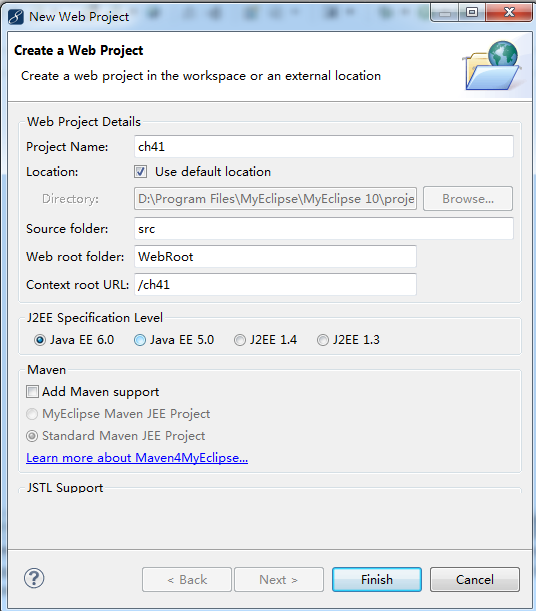 New Web Project
Create a Web Project
Create a web project in the workspace or an external location
Web Project Details
Project Name: ch41
Location: Use default location
Directory: D:\Program Files\MyEclipse\MyEclipse 10\proje Browse...
Source folder: src
Web root folder: WebRoot
Context root URL: /ch41
J2EE Specification Level
Java EE 6.0 Java EE 5.0 J2EE 1.4 J2EE 1.3
Maven
Add Maven support
MyEclipse Maven JEE Project
Standard Maven JEE Project
Learn more about Maven4MyEclipse...
JSTL Support
? < Back Next > Finish Cancel